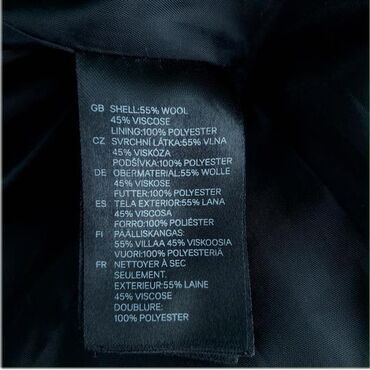 GB SHELL:55% WOOL
45% VISCOSE
LINING:100% POLYESTER
CZ SVRCHNÍ LÁTKA:55% VLNA
45% VISKÓZA
PODŠÍVKA:100% POLYESTER
DE OBERMATERIAL:55% WOLLE
45% VISKOSE
FUTTER:100% POLYESTER
ES TELA EXTERIOR:55% LANA
45% VISCOSA
FORRO:100% POLIÉSTER
FI PÄÄLLISKANGAS:
55% VILLAA 45% VISKOOSIA
VUORI:100% POLYESTERIÄ
FR NETTOYER À SEC
SEULEMENT.
EXTERIEUR:55% LAINE
45% VISCOSE
DOUBLURE:
100% POLYESTER